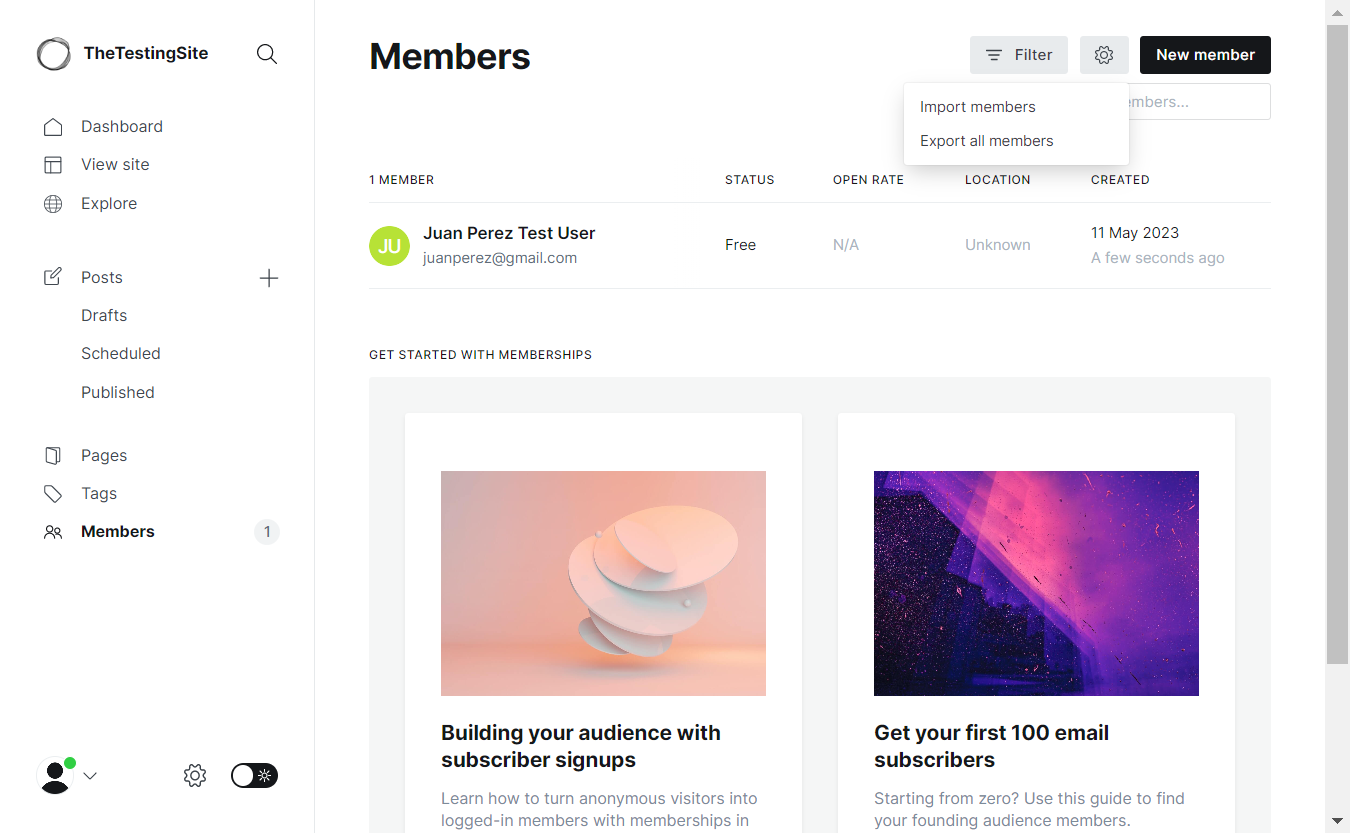 TheTestingSite
Dashboard
View site
Explore
Posts
Drafts
Scheduled
Published
Pages
Tags
Members 1
Members
Filter
New member
Import members
Export all members
1 MEMBER STATUS OPEN RATE LOCATION CREATED
JU
Juan Perez Test User
juanperez@gmail.com
Free
N/A
Unknown
11 May 2023
A few seconds ago
GET STARTED WITH MEMBERSHIPS
Building your audience with
subscriber signups
Learn how to turn anonymous visitors into
logged-in members with memberships in
Get your first 100 email
subscribers
Starting from zero? Use this guide to find
your founding audience members.